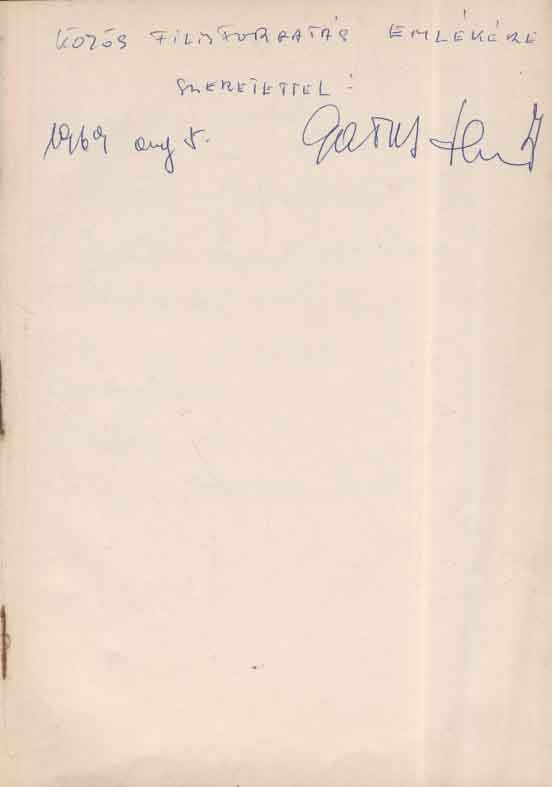 KÖZÖS FILMFORGATÁS EMLÉKÉRE
SZERETETTEL:
1969 aug 5.